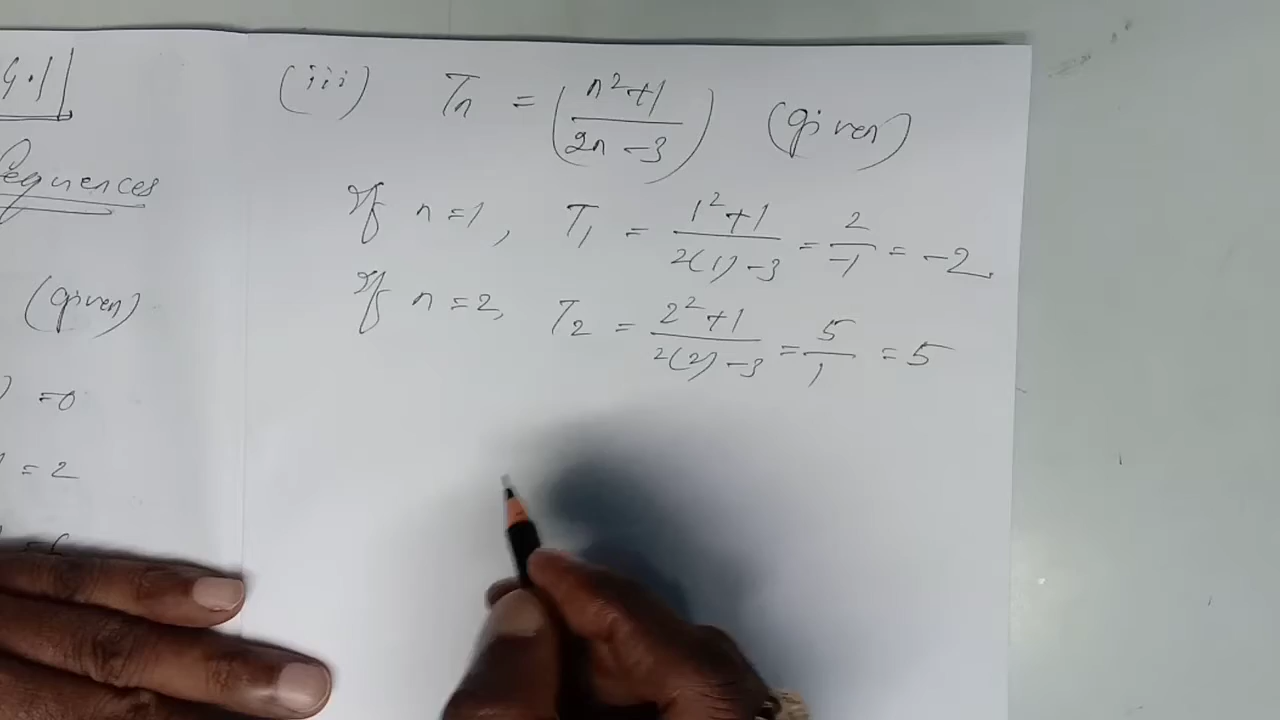 4.1
Sequences
(given)
) =0
= 2
(iii) Tn = (n²+1 / 2n-3) (given)
If n=1, T₁ = 1²+1 / 2(1)-3 = 2/-1 = -2.
If n=2, T₂ = 2²+1 / 2(2)-3 = 5/1 = 5